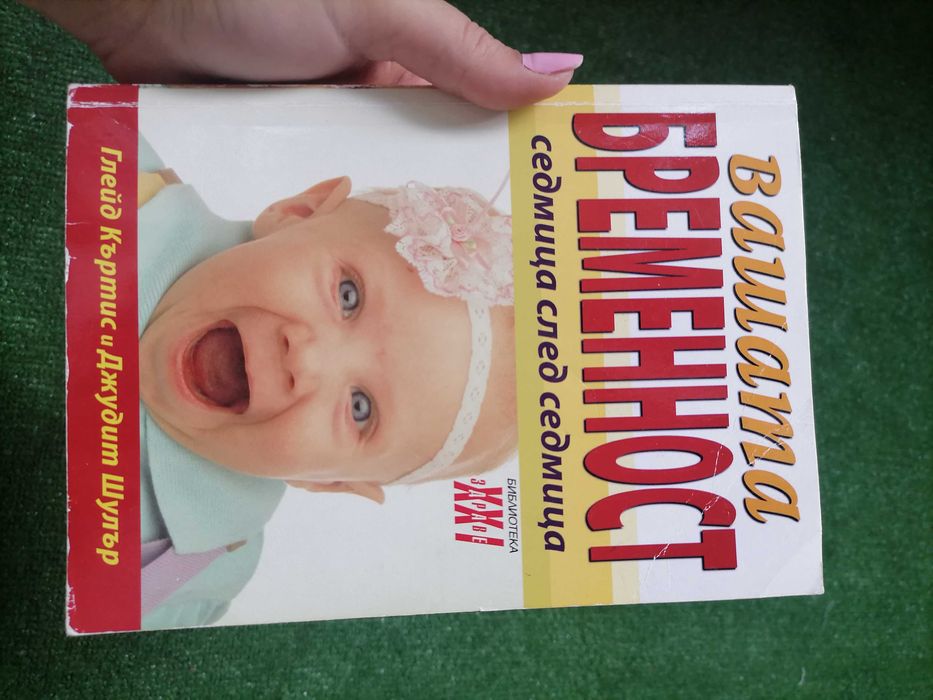 вашата
БРЕМЕННОСТ
седмица след седмица
БИБЛИОТЕКА
ЗДРАВЕ
XXI
Глейд Къртис и Джудит Шулър